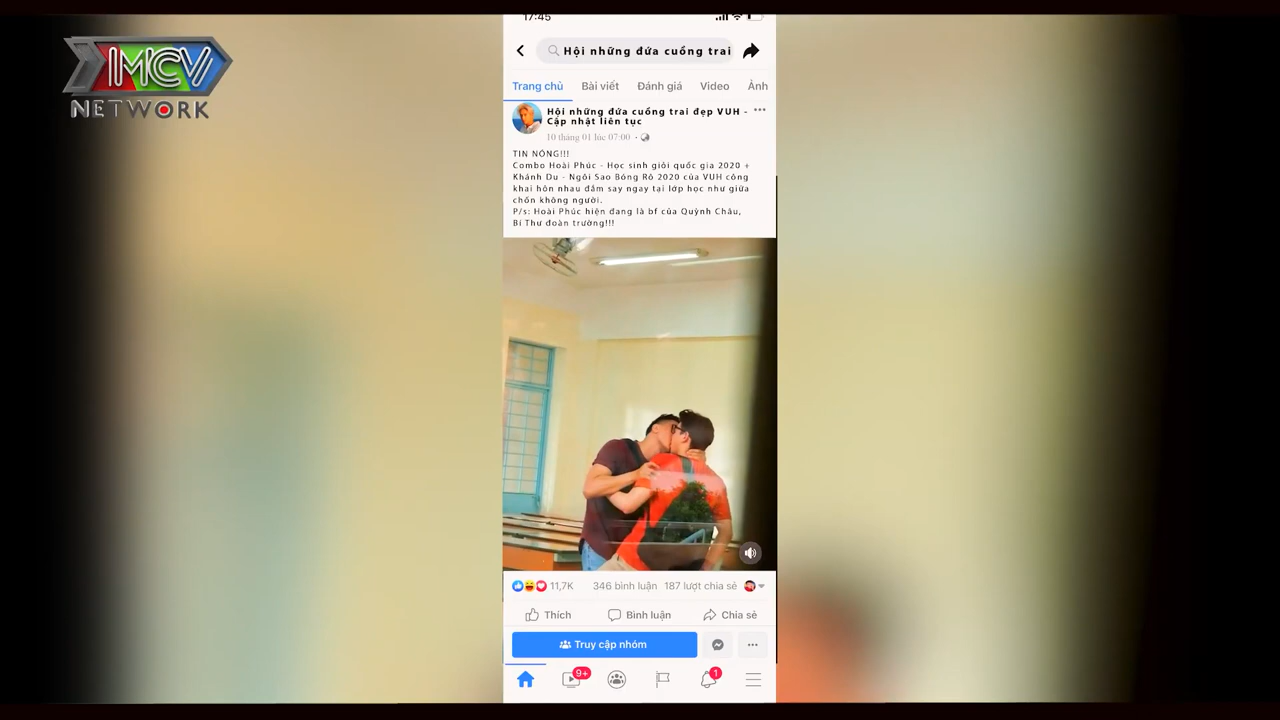 MCV
NETWORK
17:45
Hội những đứa cuồng trai
Trang chủ Bài viết Đánh giá Video Ảnh
Hội những đứa cuồng trai đẹp VUH -
Cập nhật liên tục
10 tháng 01 lúc 07:00
TIN NÓNG!!!
Combo Hoài Phúc - Học sinh giỏi quốc gia 2020 +
Khánh Du - Ngôi Sao Bóng Rổ 2020 của VUH công
khai hôn nhau đắm say ngay tại lớp học như giữa
chốn không người.
P/s: Hoài Phúc hiện đang là bf của Quỳnh Châu,
Bí Thư đoàn trường!!!
11,7K 346 bình luận 187 lượt chia sẻ
Thích Bình luận Chia sẻ
Truy cập nhóm
9+ 1